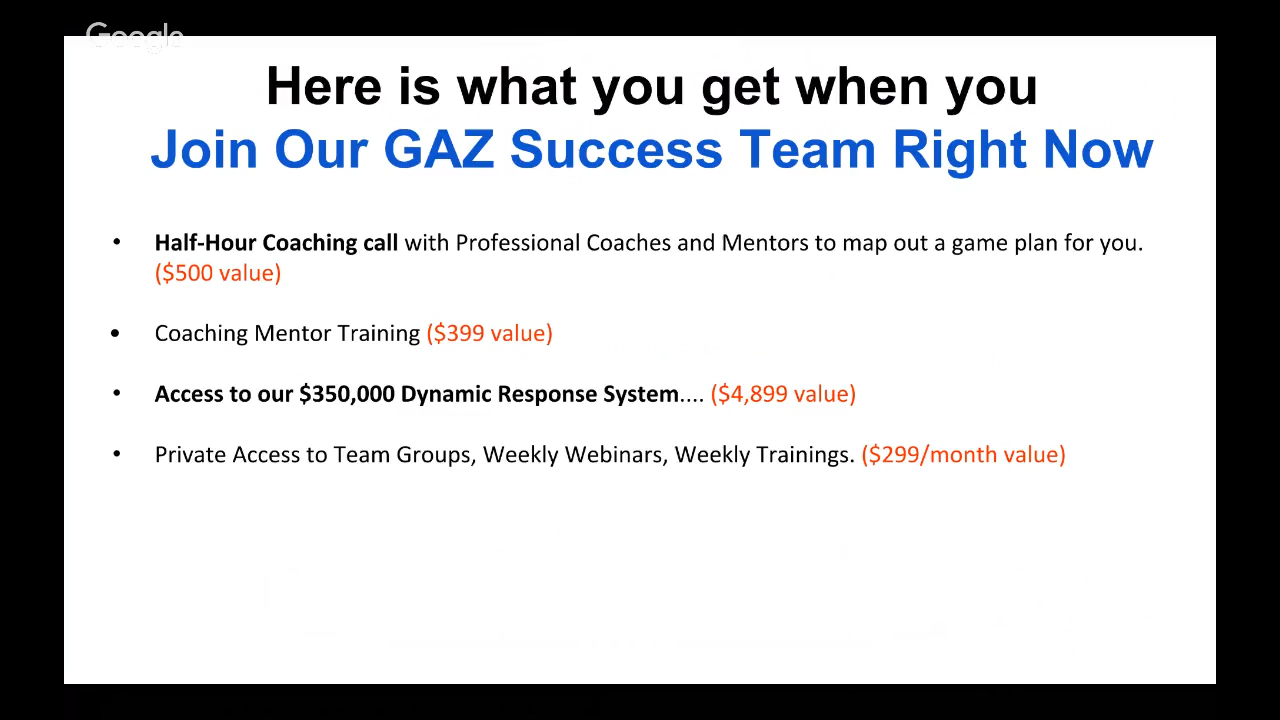 Google
Here is what you get when you
Join Our GAZ Success Team Right Now
• Half-Hour Coaching call with Professional Coaches and Mentors to map out a game plan for you.
($500 value)
• Coaching Mentor Training ($399 value)
• Access to our $350,000 Dynamic Response System.... ($4,899 value)
• Private Access to Team Groups, Weekly Webinars, Weekly Trainings. ($299/month value)